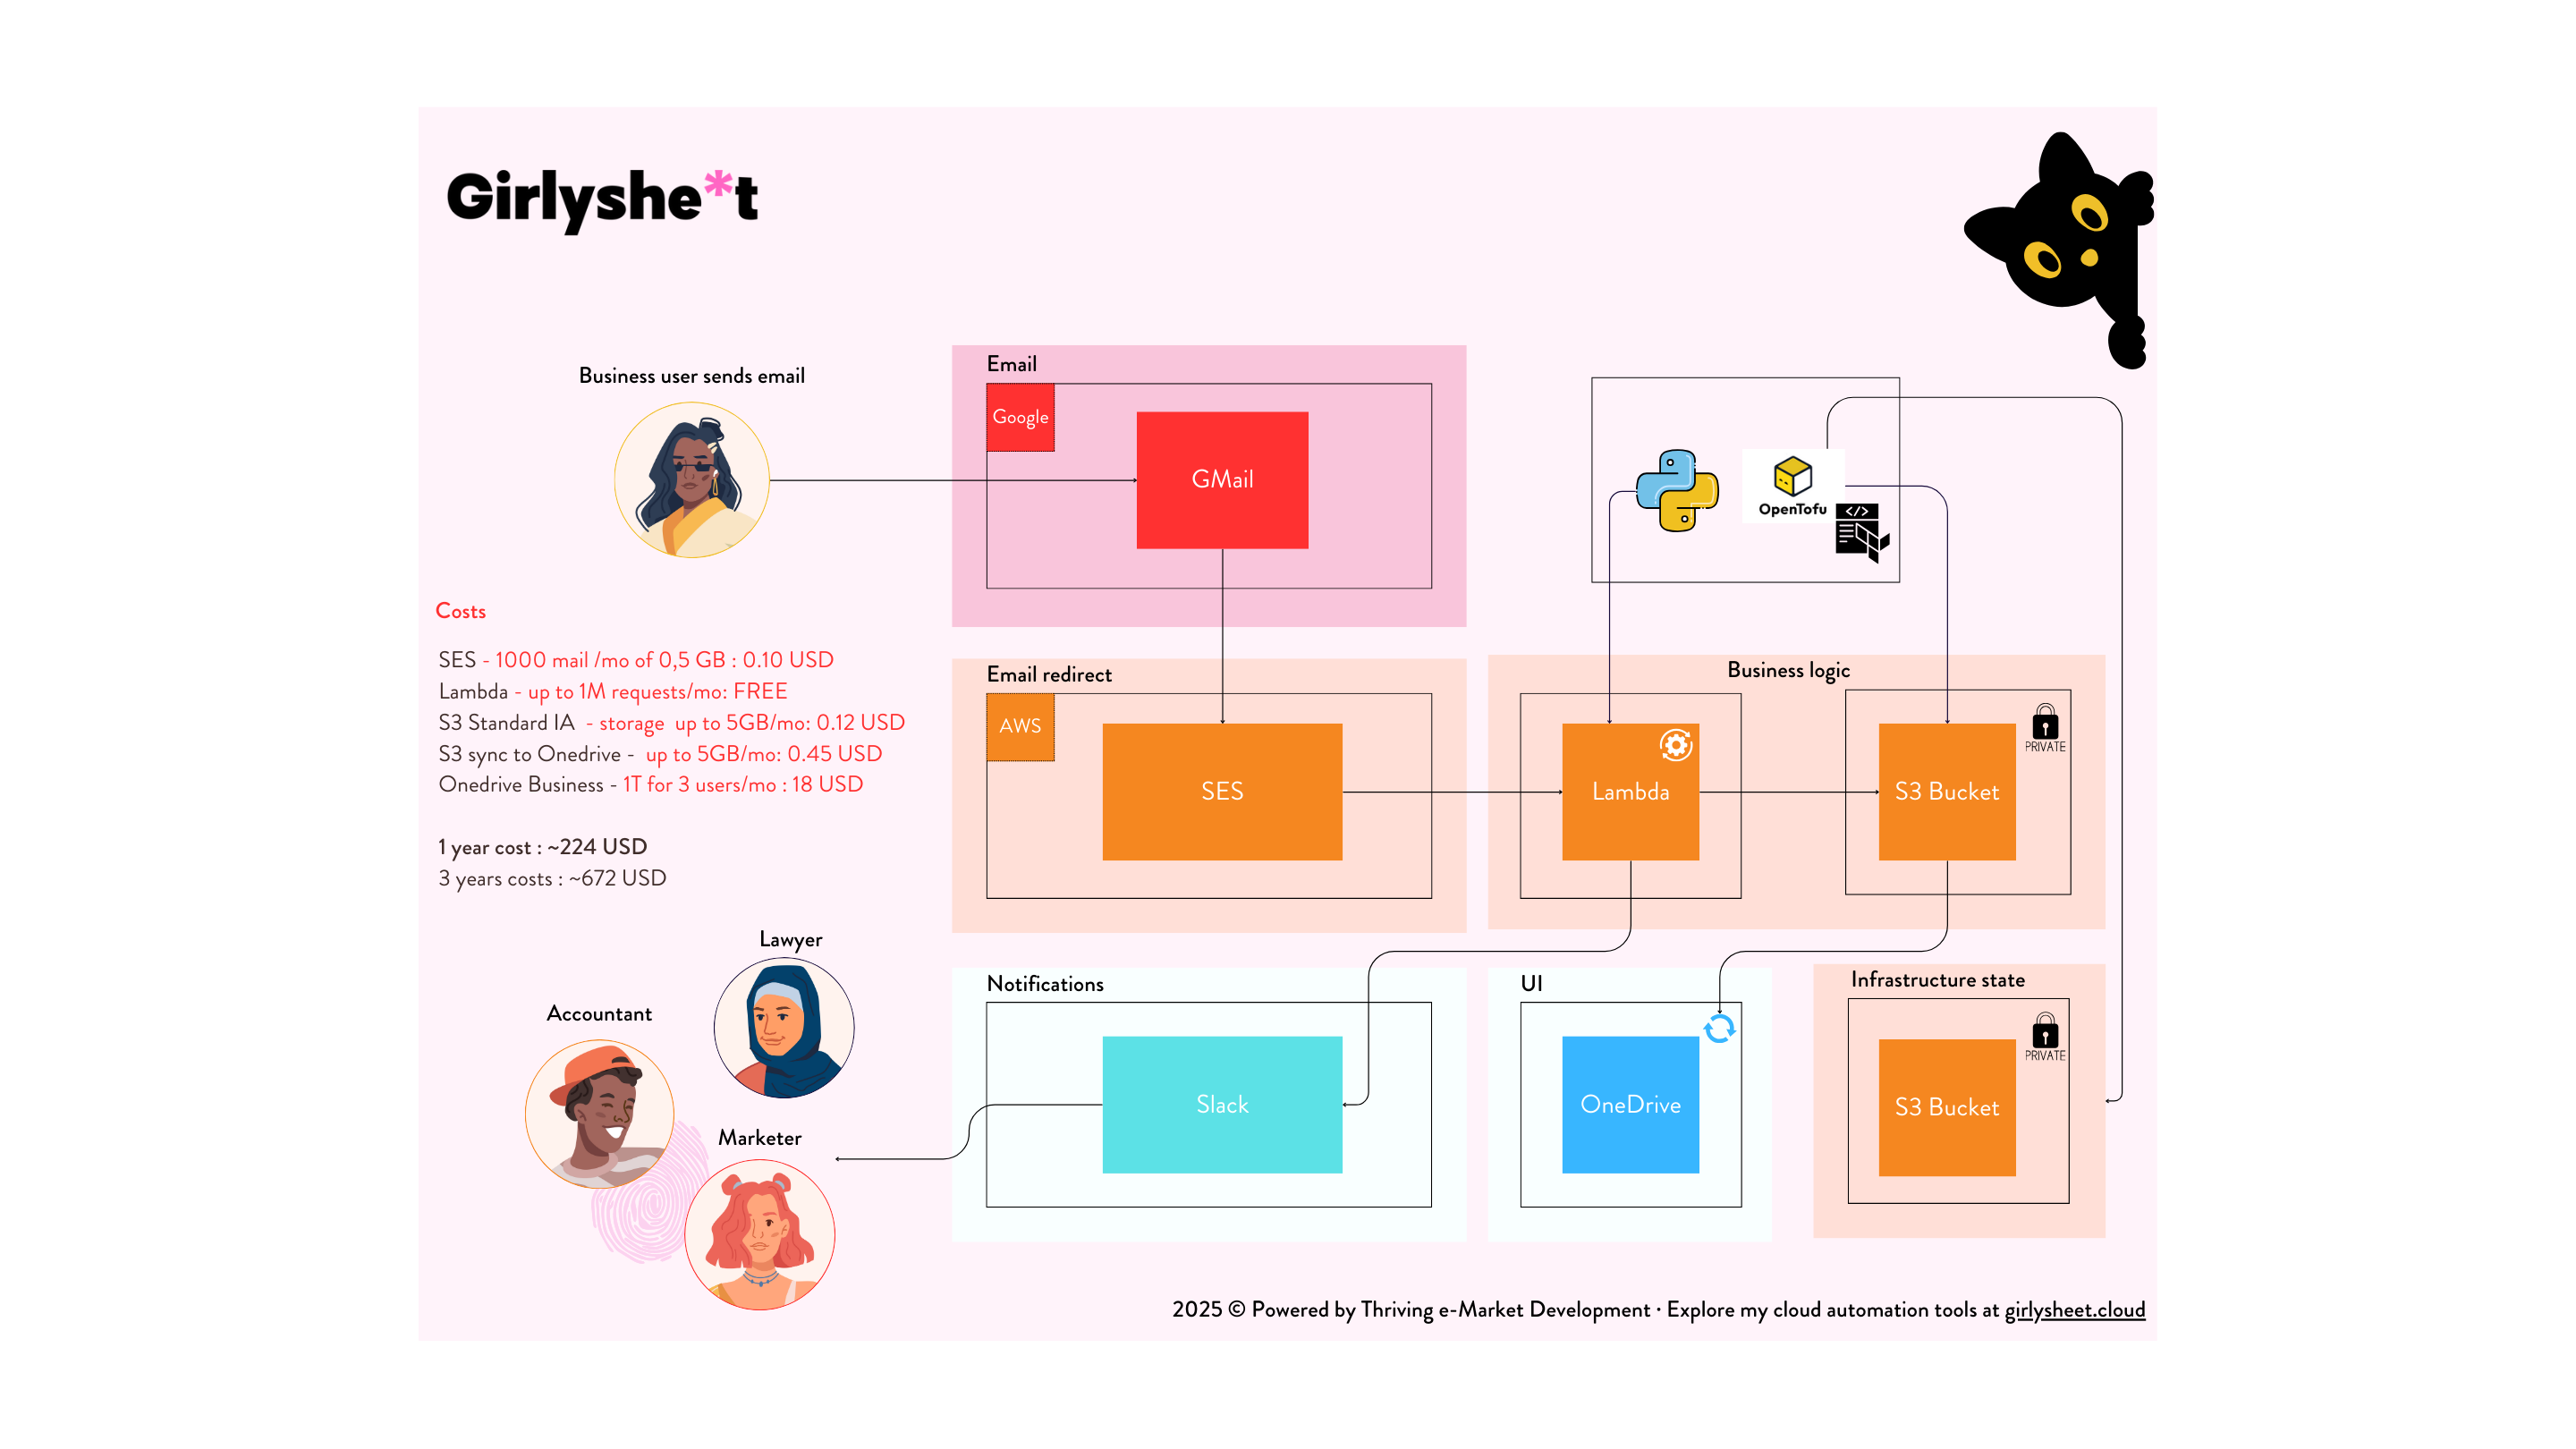 Girlyshe*t
Business user sends email
Email
Google
GMail
OpenTofu
</>
Costs
SES - 1000 mail /mo of 0,5 GB : 0.10 USD
Lambda - up to 1M requests/mo: FREE
S3 Standard IA - storage up to 5GB/mo: 0.12 USD
S3 sync to Onedrive - up to 5GB/mo: 0.45 USD
Onedrive Business - 1T for 3 users/mo : 18 USD
1 year cost : ~224 USD
3 years costs : ~672 USD
Email redirect
AWS
SES
Business logic
Lambda
S3 Bucket
PRIVATE
Lawyer
Accountant
Marketer
Notifications
Slack
UI
OneDrive
Infrastructure state
S3 Bucket
PRIVATE
2025 © Powered by Thriving e-Market Development · Explore my cloud automation tools at girlysheet.cloud